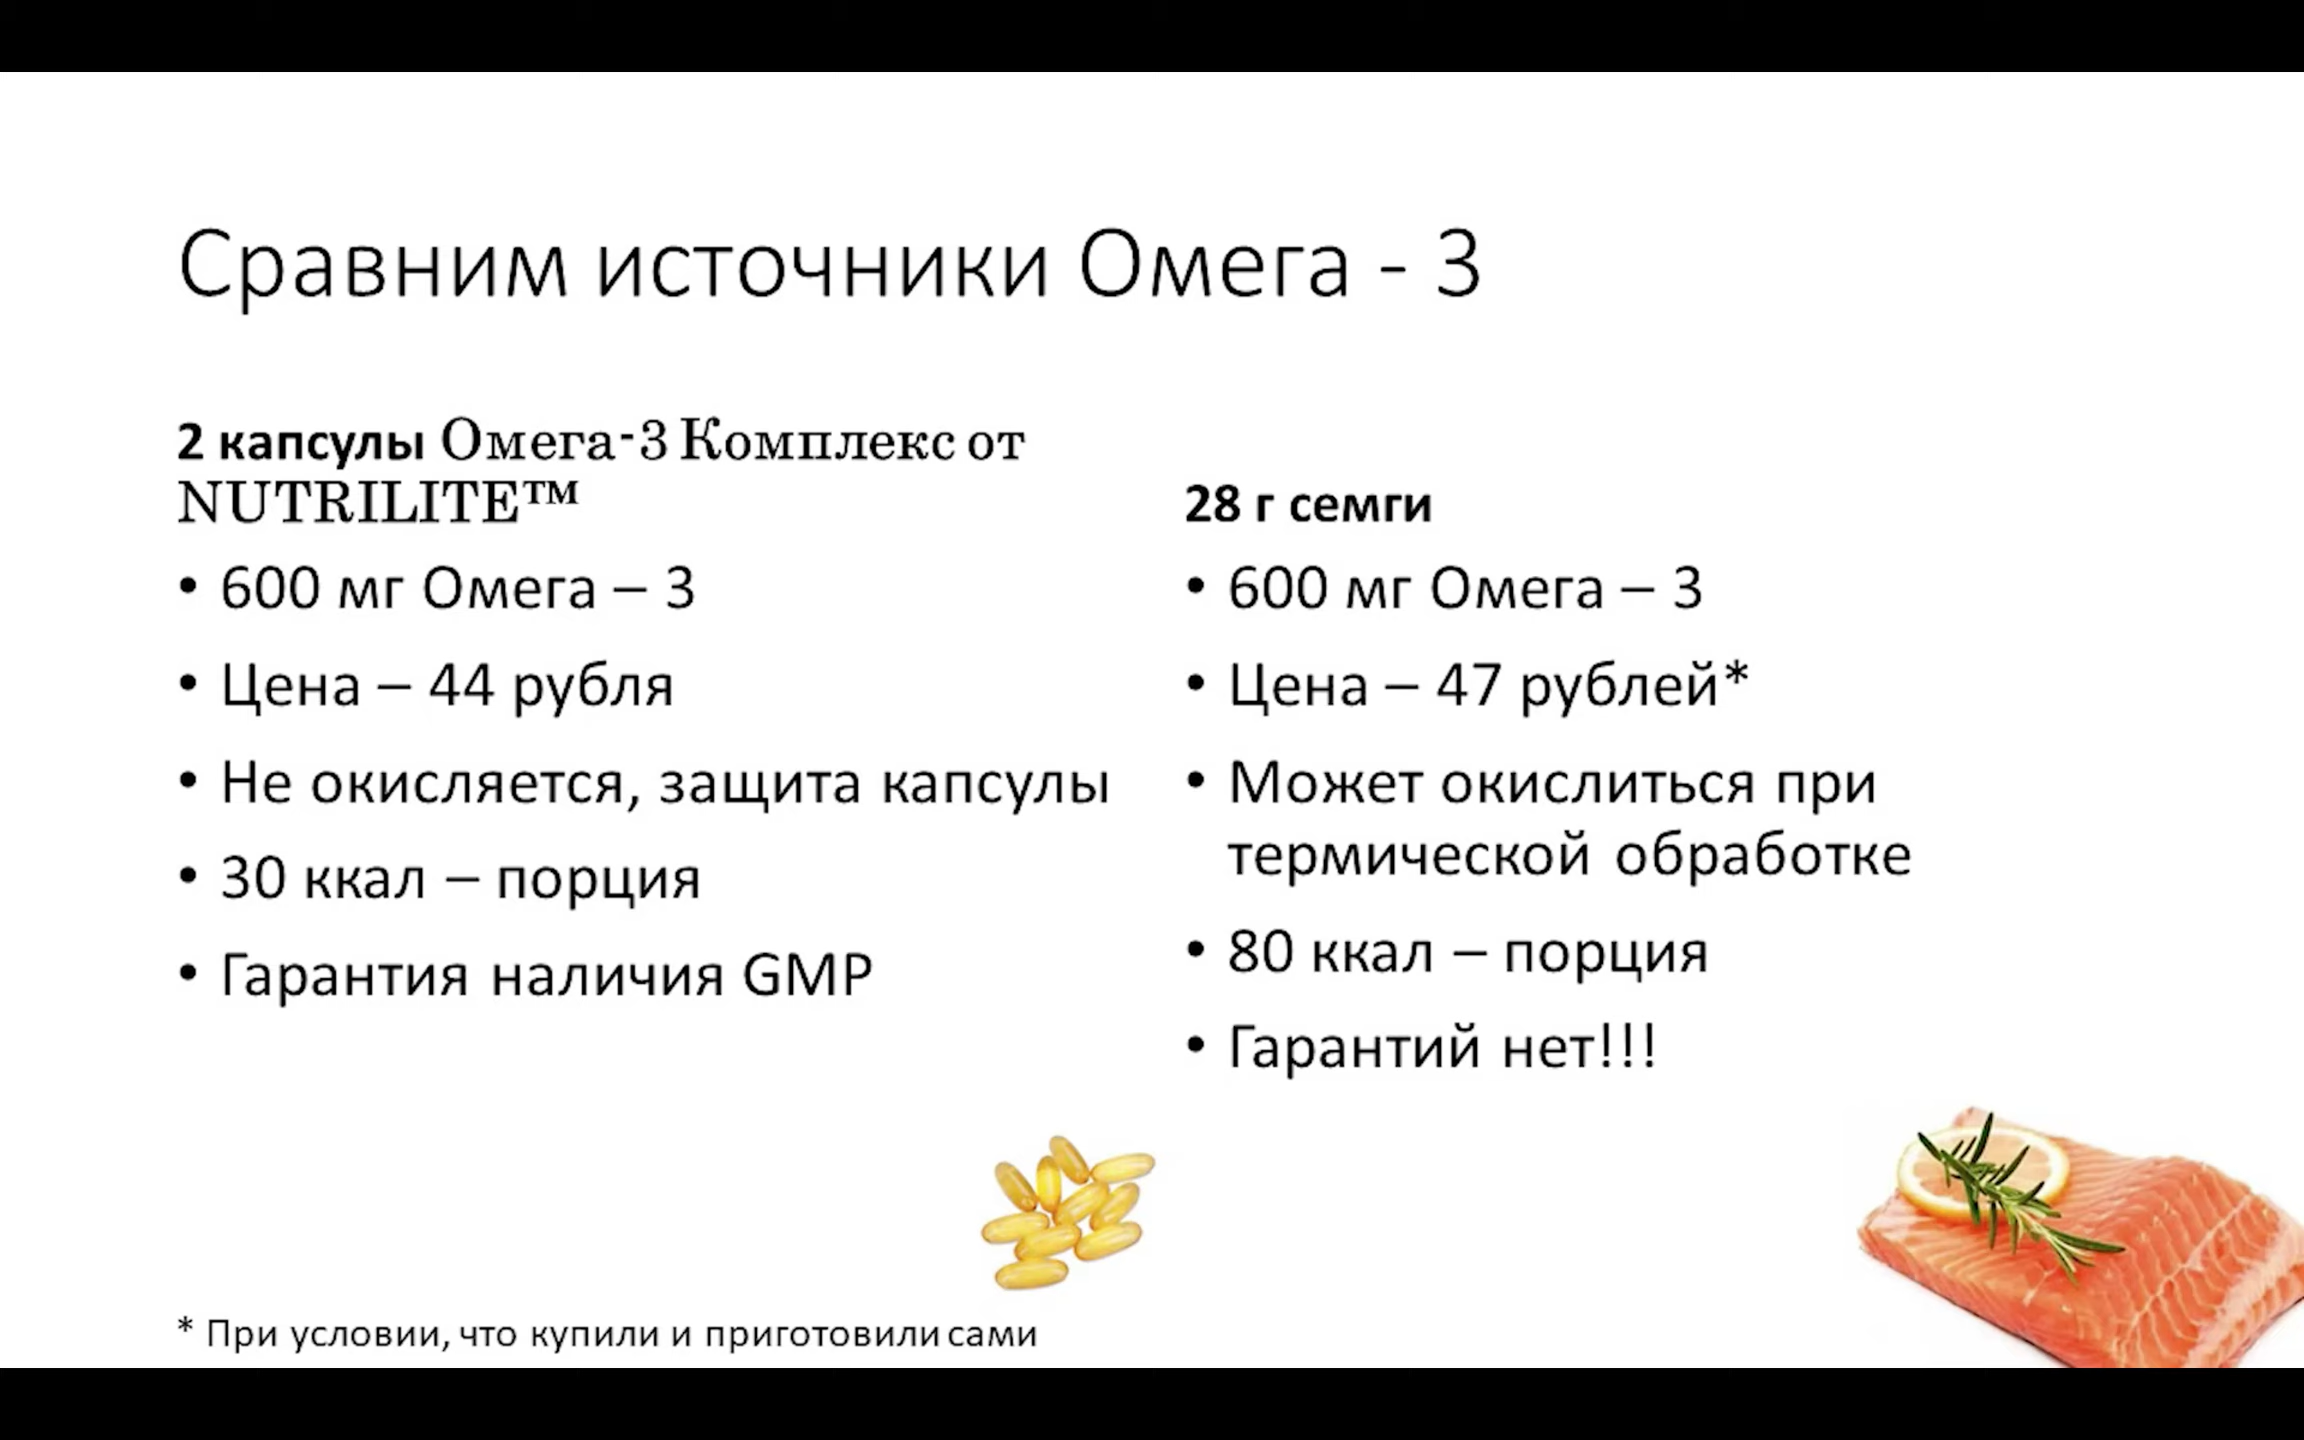 Сравним источники Омега - 3
2 капсулы Омега-3 Комплекс от
NUTRILITE™
• 600 мг Омега – 3
• Цена – 44 рубля
• Не окисляется, защита капсулы
• 30 ккал – порция
• Гарантия наличия GMP
28 г семги
• 600 мг Омега – 3
• Цена – 47 рублей*
• Может окислиться при
термической обработке
• 80 ккал – порция
• Гарантий нет!!!
* При условии, что купили и приготовили сами